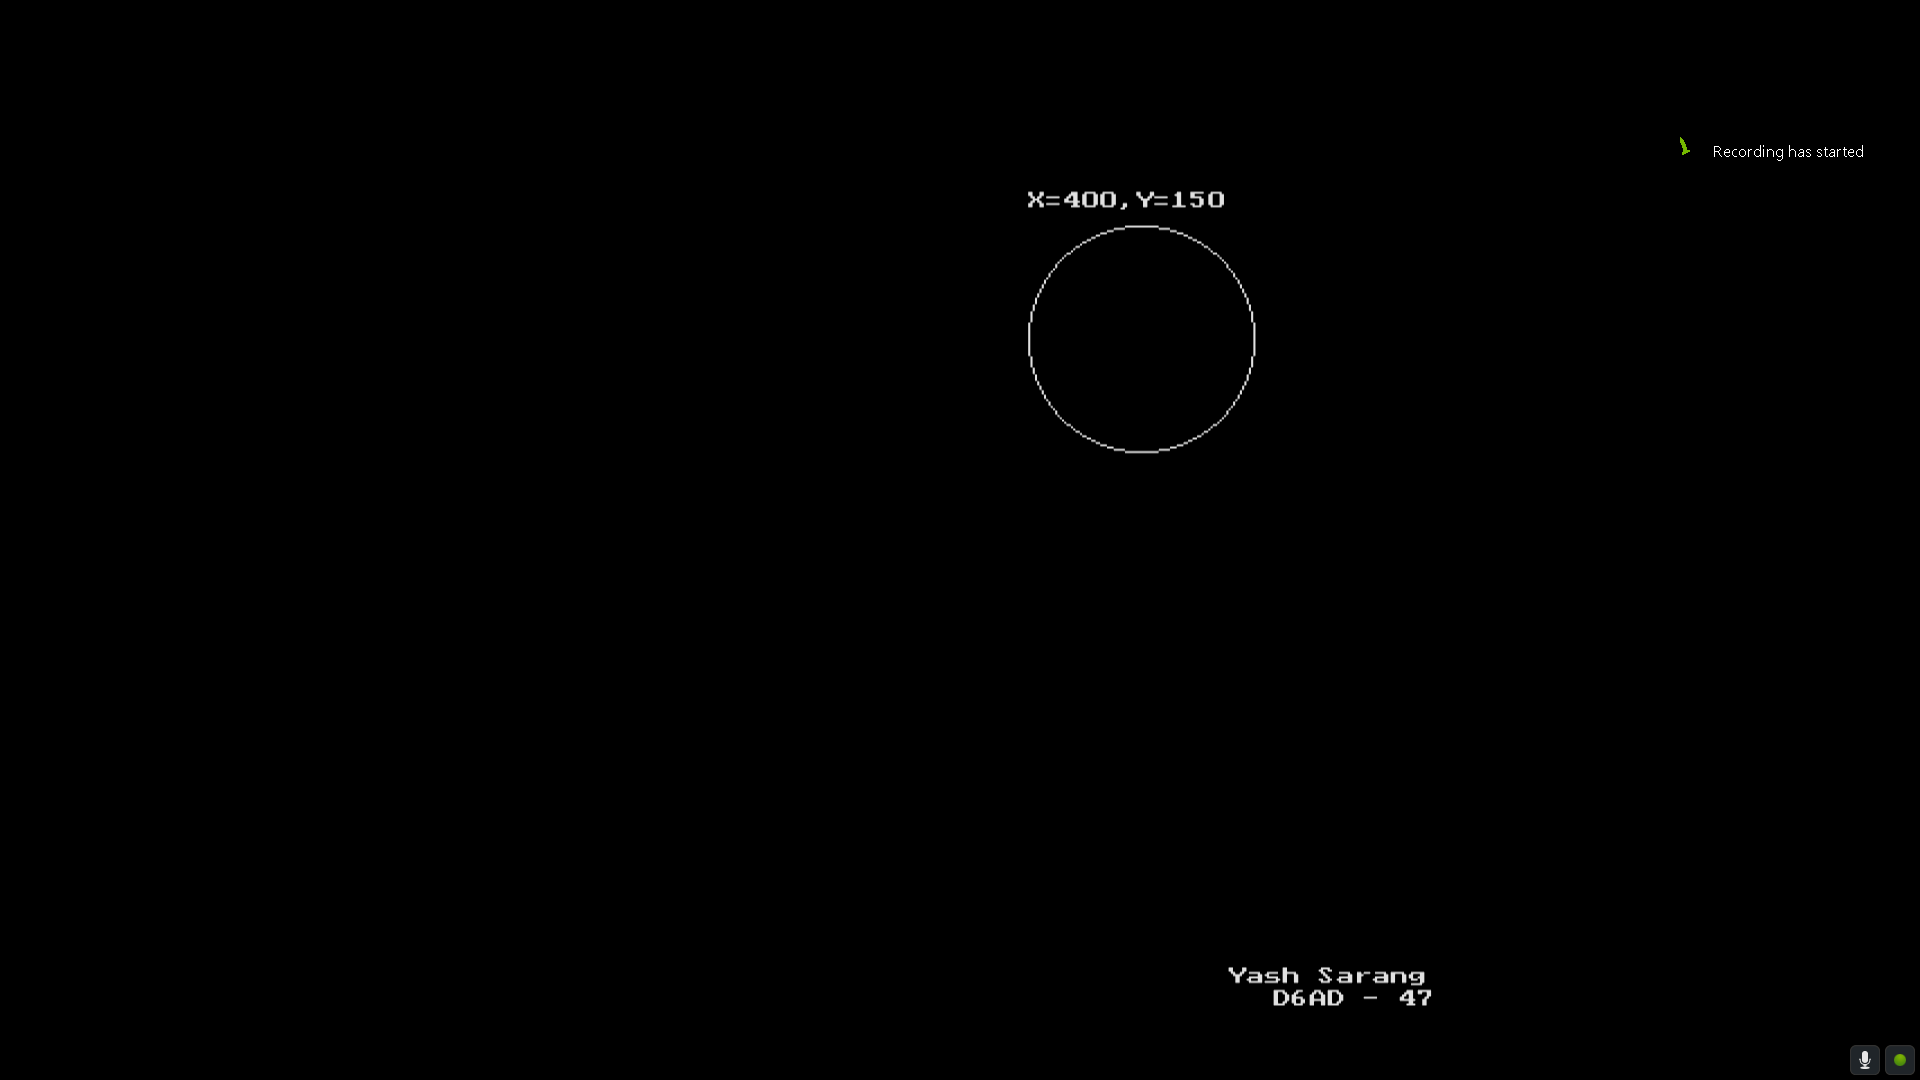 Recording has started
X=400,Y=150
Yash Sarang
D6AD - 47